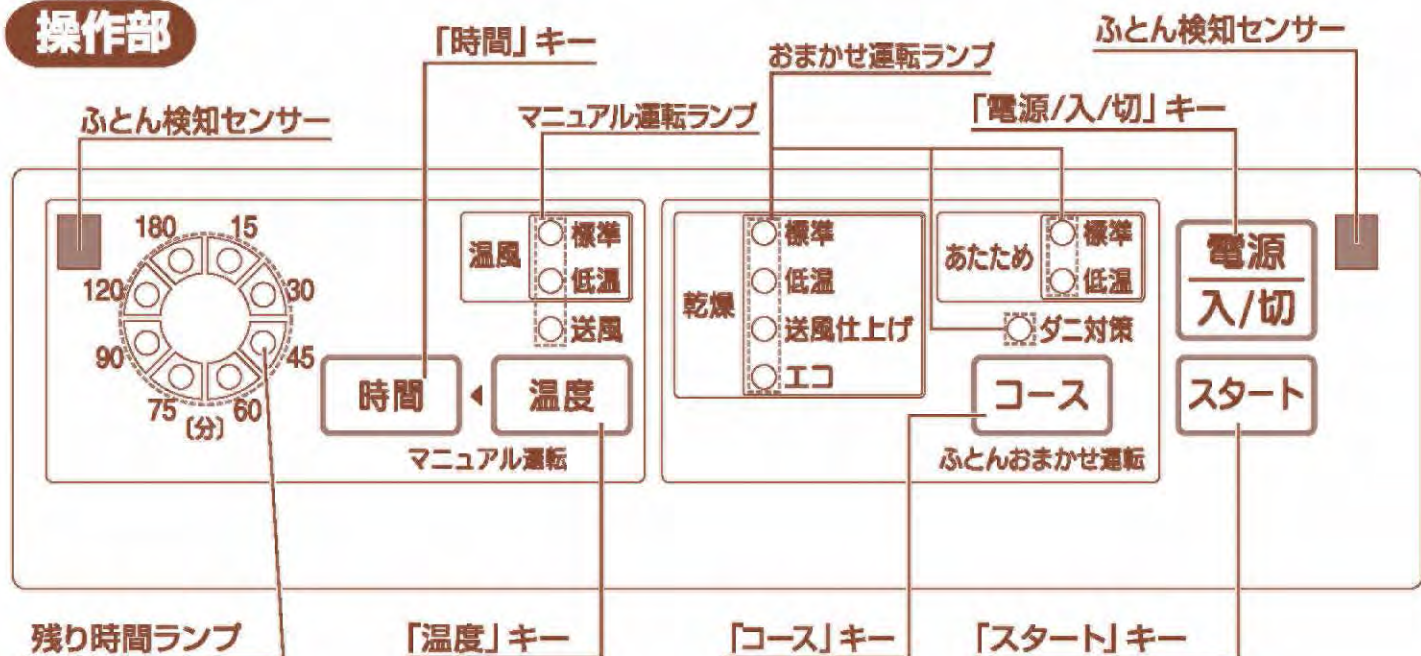 操作部
「時間」キー
おまかせ運転ランプ
ふとん検知センサー
ふとん検知センサー
マニュアル運転ランプ
「電源/入/切」キー
180
15
120
30
90
45
75
60
〔分〕
温風
標準
低温
送風
時間
◀
温度
マニュアル運転
乾燥
標準
低温
送風仕上げ
エコ
あたため
標準
低温
ダニ対策
コース
ふとんおまかせ運転
電源
入/切
スタート
残り時間ランプ
「温度」キー
「コース」キー
「スタート」キー